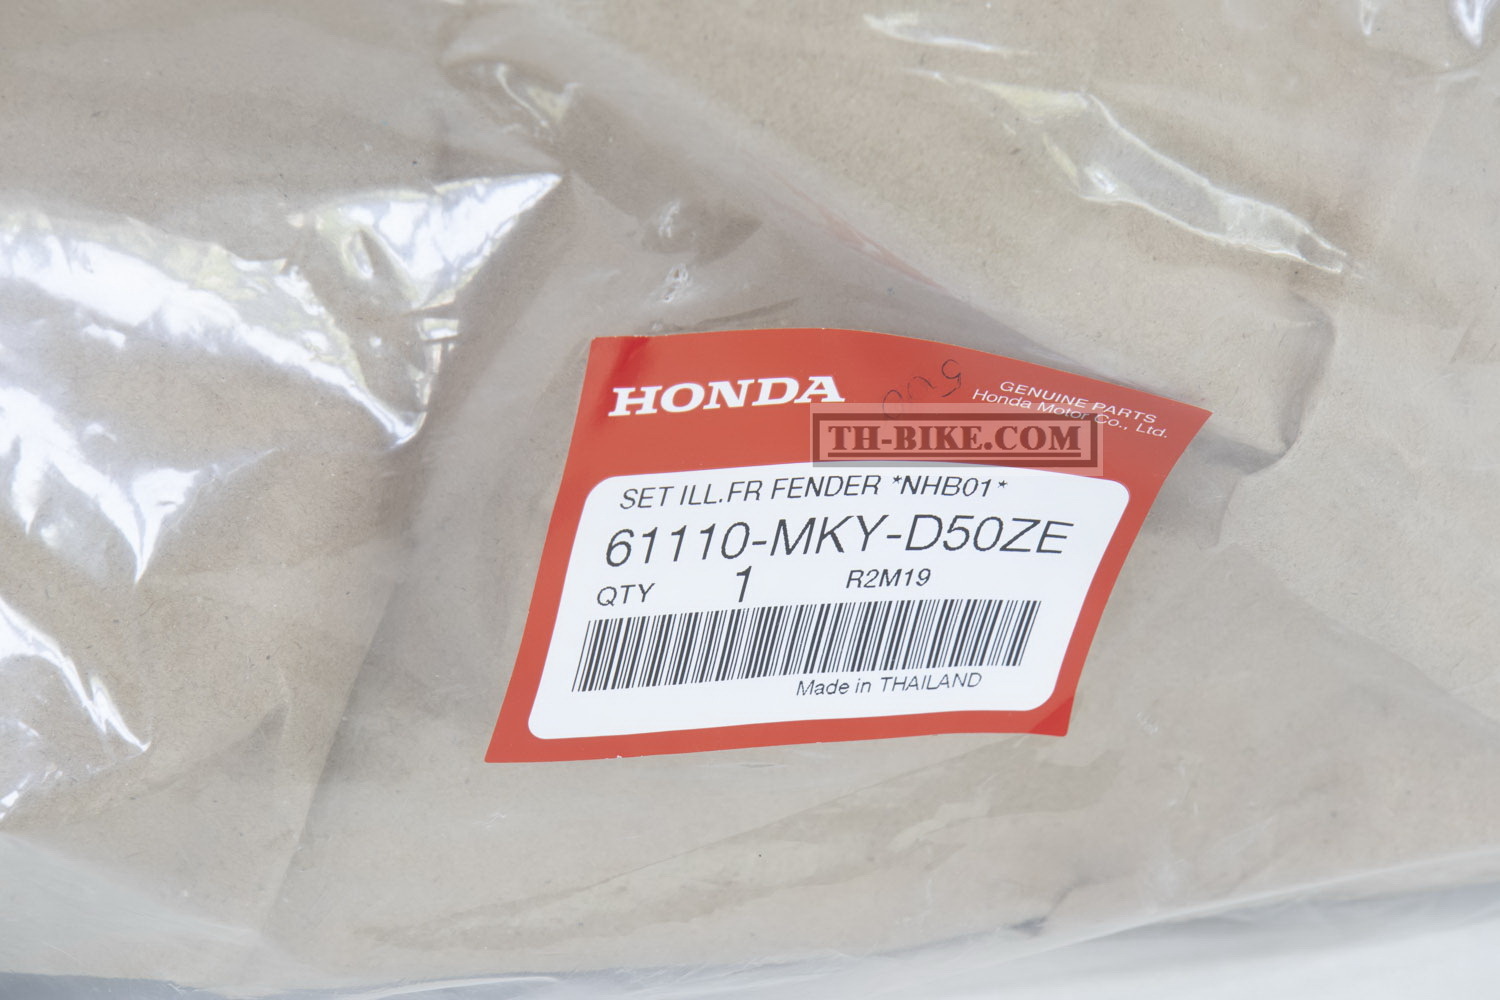 HONDA
500
GENUINE PARTS
Honda Motor Co., Ltd.
TH-BIKE.COM
SET ILL.FR FENDER *NHB01*
61110-MKY-D50ZE
QTY 1 R2M19
Made in THAILAND